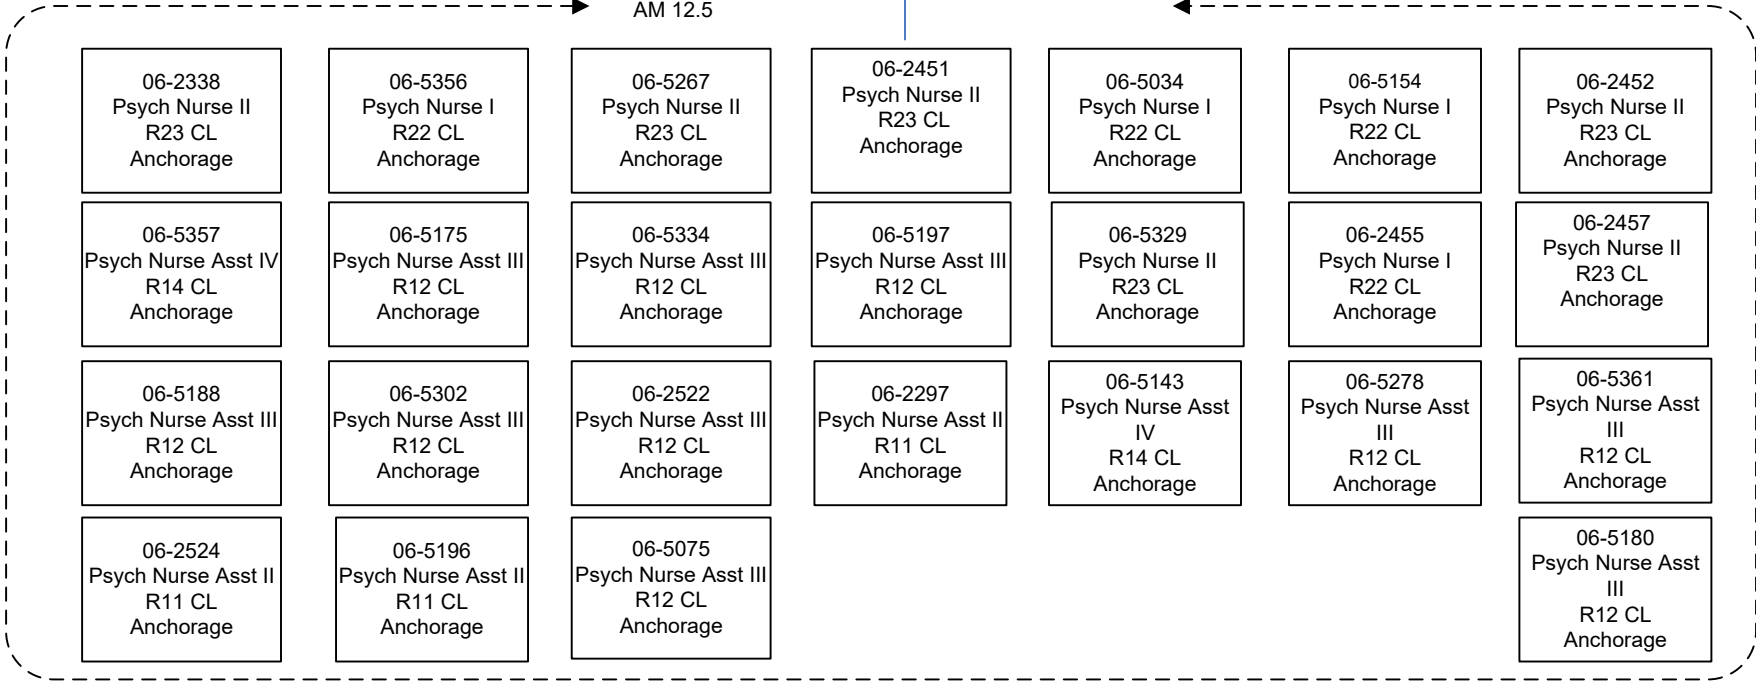 AM 12.5
06-2338
Psych Nurse II
R23 CL
Anchorage
06-5356
Psych Nurse I
R22 CL
Anchorage
06-5267
Psych Nurse II
R23 CL
Anchorage
06-2451
Psych Nurse II
R23 CL
Anchorage
06-5034
Psych Nurse I
R22 CL
Anchorage
06-5154
Psych Nurse I
R22 CL
Anchorage
06-2452
Psych Nurse II
R23 CL
Anchorage
06-5357
Psych Nurse Asst IV
R14 CL
Anchorage
06-5175
Psych Nurse Asst III
R12 CL
Anchorage
06-5334
Psych Nurse Asst III
R12 CL
Anchorage
06-5197
Psych Nurse Asst III
R12 CL
Anchorage
06-5329
Psych Nurse II
R23 CL
Anchorage
06-2455
Psych Nurse I
R22 CL
Anchorage
06-2457
Psych Nurse II
R23 CL
Anchorage
06-5188
Psych Nurse Asst III
R12 CL
Anchorage
06-5302
Psych Nurse Asst III
R12 CL
Anchorage
06-2522
Psych Nurse Asst III
R12 CL
Anchorage
06-2297
Psych Nurse Asst II
R11 CL
Anchorage
06-5143
Psych Nurse Asst
IV
R14 CL
Anchorage
06-5278
Psych Nurse Asst
III
R12 CL
Anchorage
06-5361
Psych Nurse Asst
III
R12 CL
Anchorage
06-2524
Psych Nurse Asst II
R11 CL
Anchorage
06-5196
Psych Nurse Asst II
R11 CL
Anchorage
06-5075
Psych Nurse Asst III
R12 CL
Anchorage
06-5180
Psych Nurse Asst
III
R12 CL
Anchorage